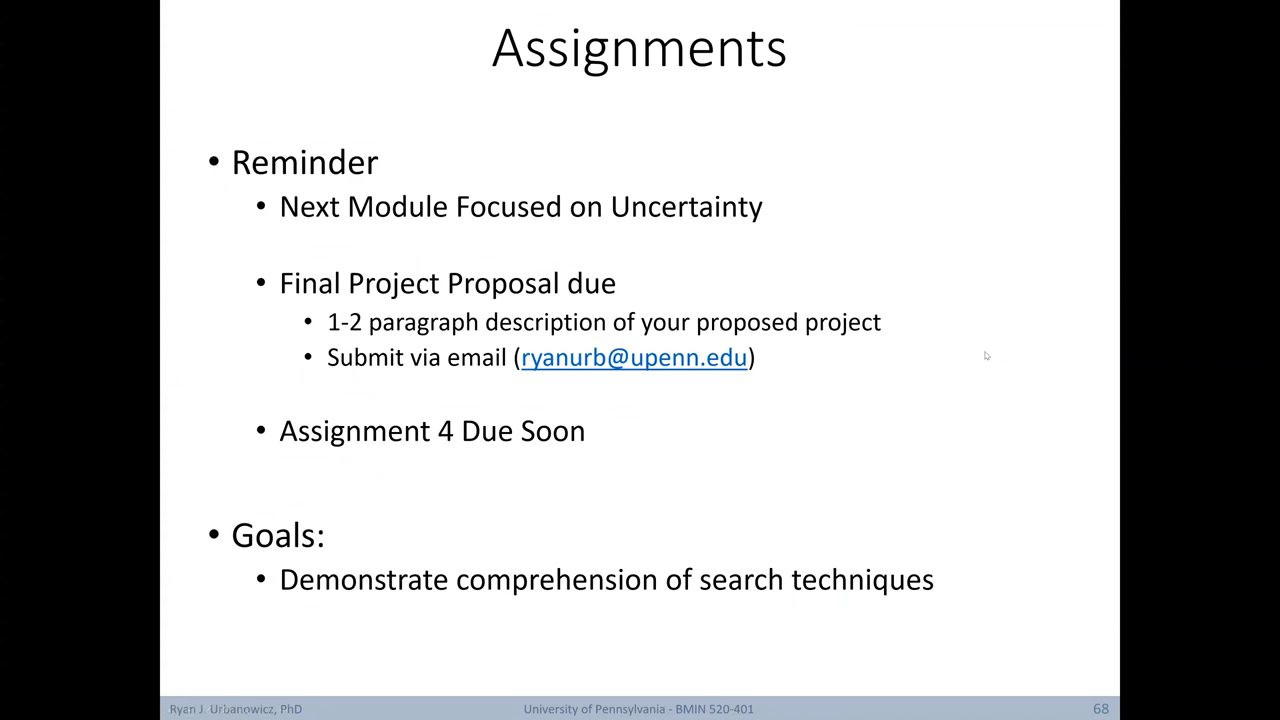 Assignments
• Reminder
• Next Module Focused on Uncertainty
• Final Project Proposal due
• 1-2 paragraph description of your proposed project
• Submit via email (ryanurb@upenn.edu)
• Assignment 4 Due Soon
• Goals:
• Demonstrate comprehension of search techniques
Ryan J. Urbanowicz, PhD
University of Pennsylvania - BMIN 520-401
68